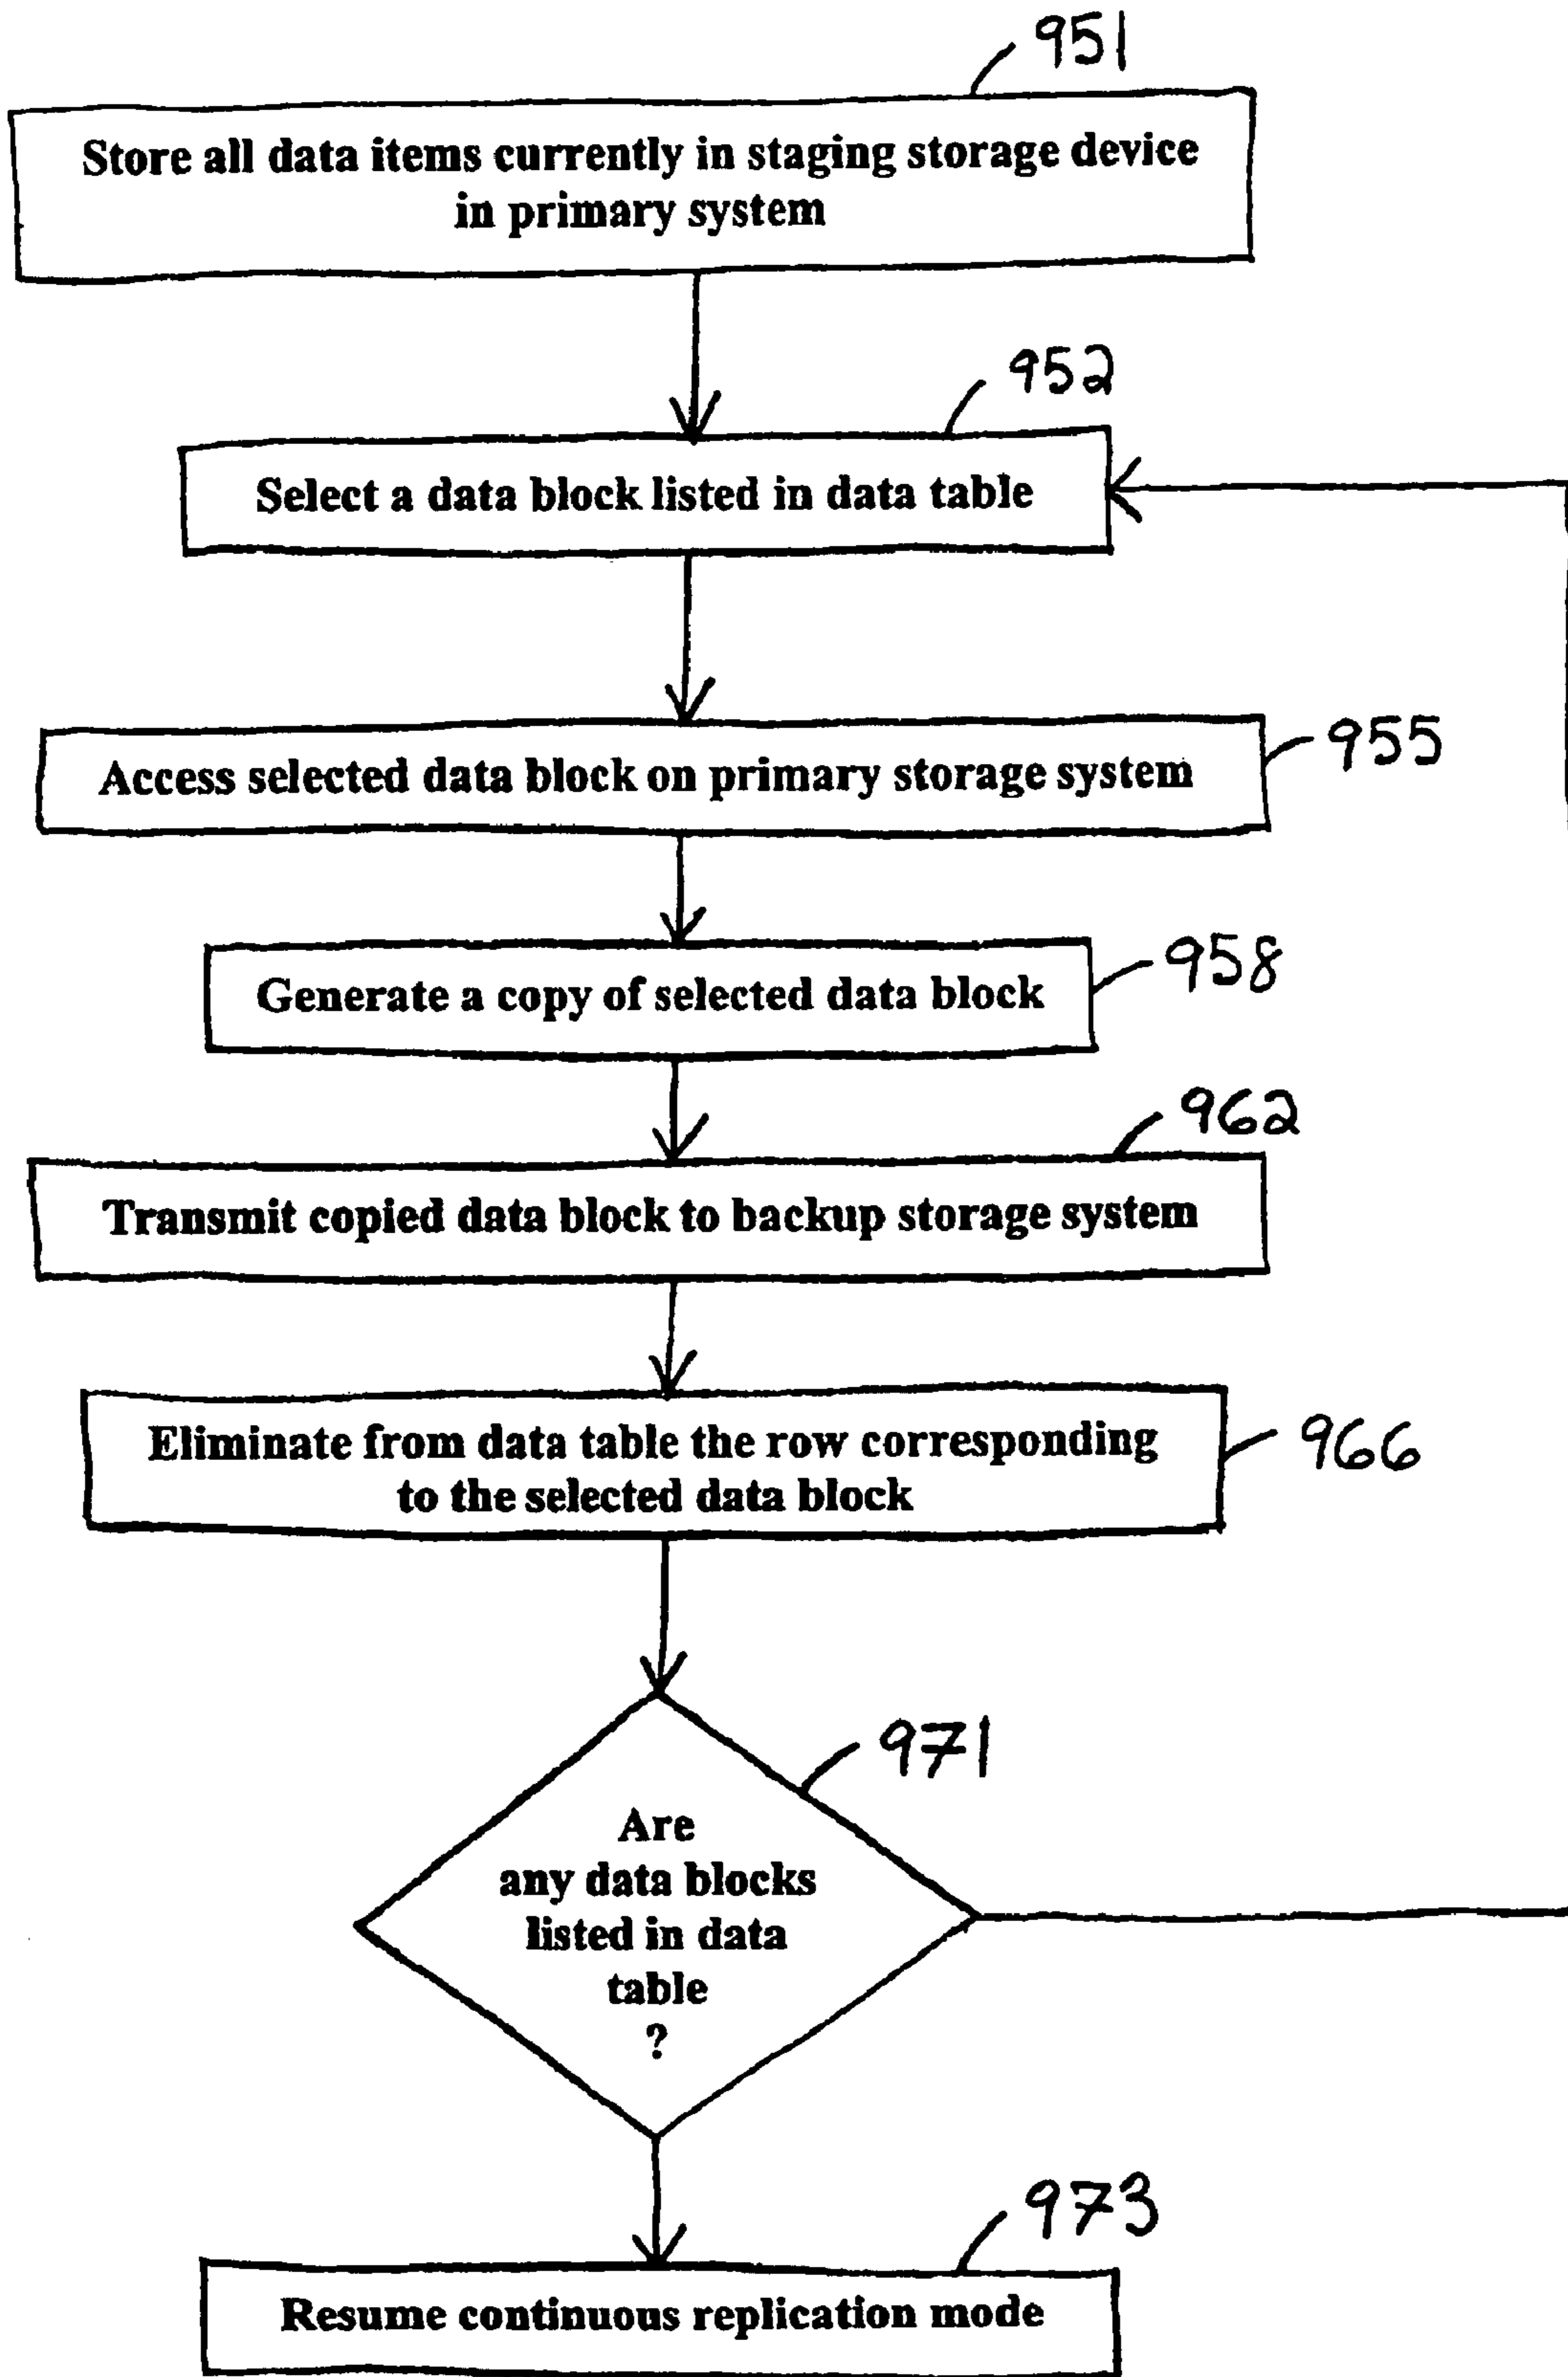 951
Store all data items currently in staging storage device
in primary system
952
Select a data block listed in data table
955
Access selected data block on primary storage system
958
Generate a copy of selected data block
962
Transmit copied data block to backup storage system
966
Eliminate from data table the row corresponding
to the selected data block
971
Are
any data blocks
listed in data
table
?
973
Resume continuous replication mode